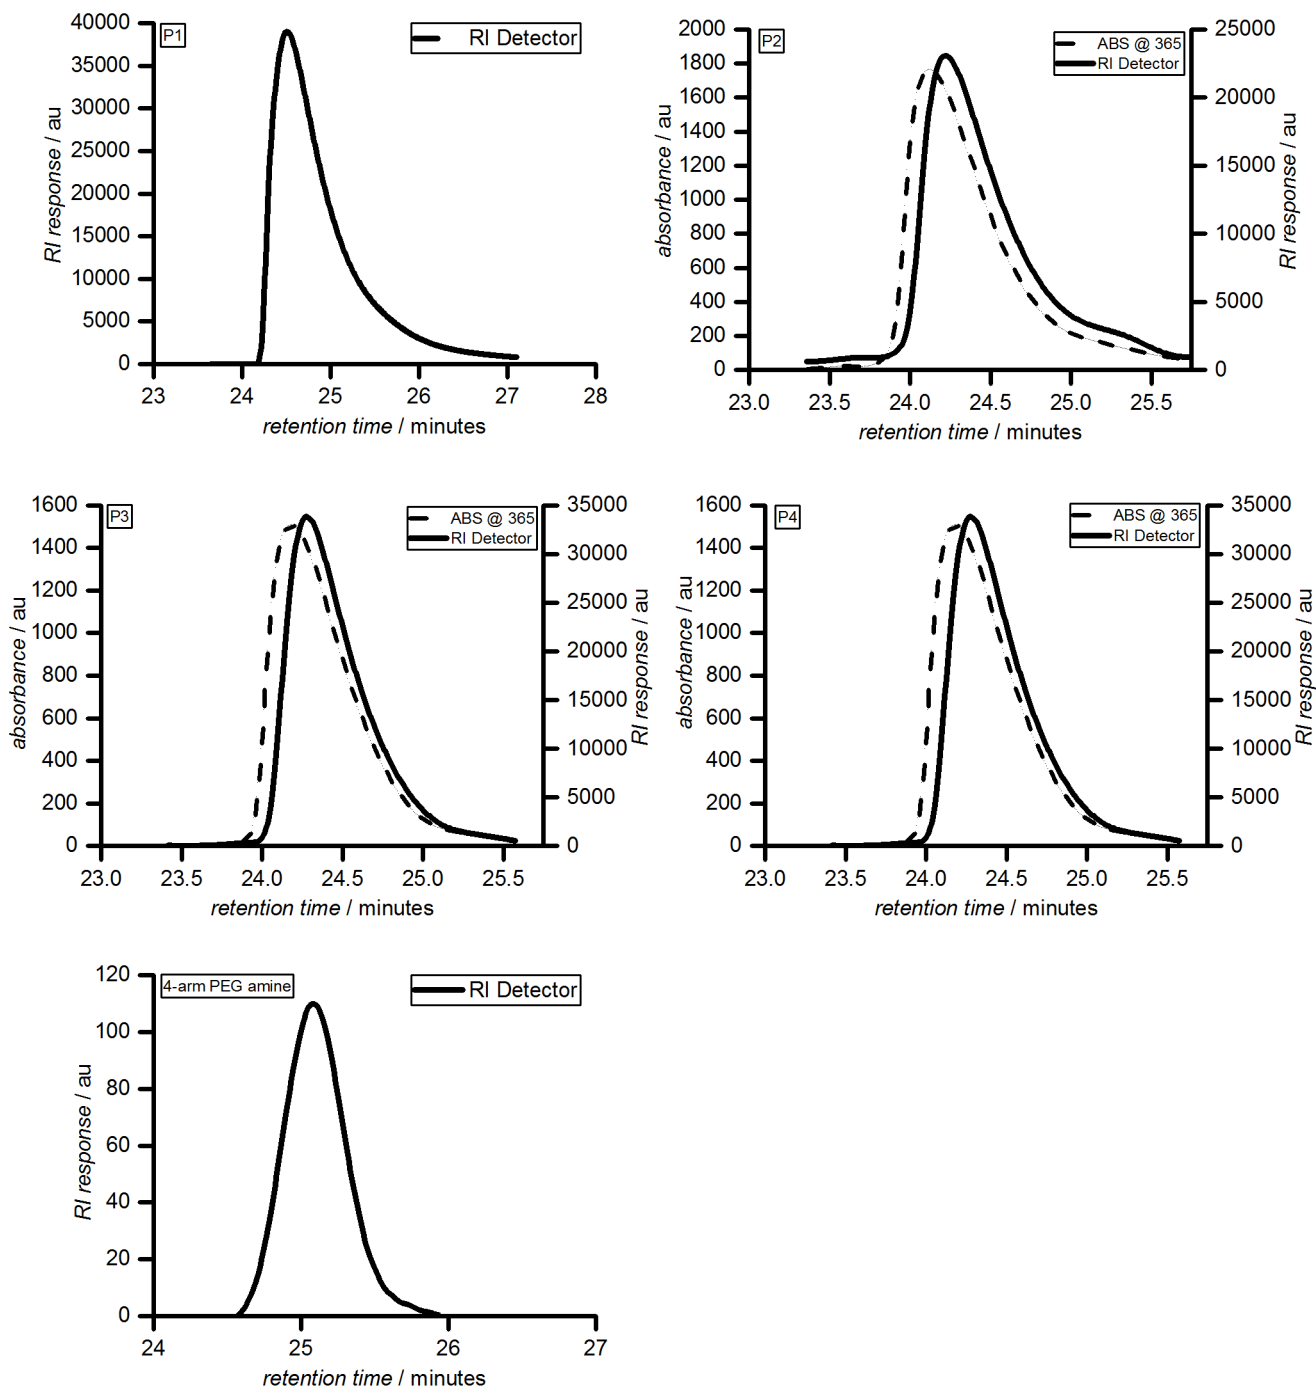 P1
RI Detector
40000
35000
30000
25000
20000
15000
10000
5000
0
RI response / au
23 24 25 26 27 28
retention time / minutes
P2
ABS @ 365
RI Detector
2000
1800
1600
1400
1200
1000
800
600
400
200
0
absorbance / au
25000
20000
15000
10000
5000
0
RI response / au
23.0 23.5 24.0 24.5 25.0 25.5
retention time / minutes
P3
ABS @ 365
RI Detector
1600
1400
1200
1000
800
600
400
200
0
absorbance / au
35000
30000
25000
20000
15000
10000
5000
0
RI response / au
23.0 23.5 24.0 24.5 25.0 25.5
retention time / minutes
P4
ABS @ 365
RI Detector
1600
1400
1200
1000
800
600
400
200
0
absorbance / au
35000
30000
25000
20000
15000
10000
5000
0
RI response / au
23.0 23.5 24.0 24.5 25.0 25.5
retention time / minutes
4-arm PEG amine
RI Detector
120
100
80
60
40
20
0
RI response / au
24 25 26 27
retention time / minutes